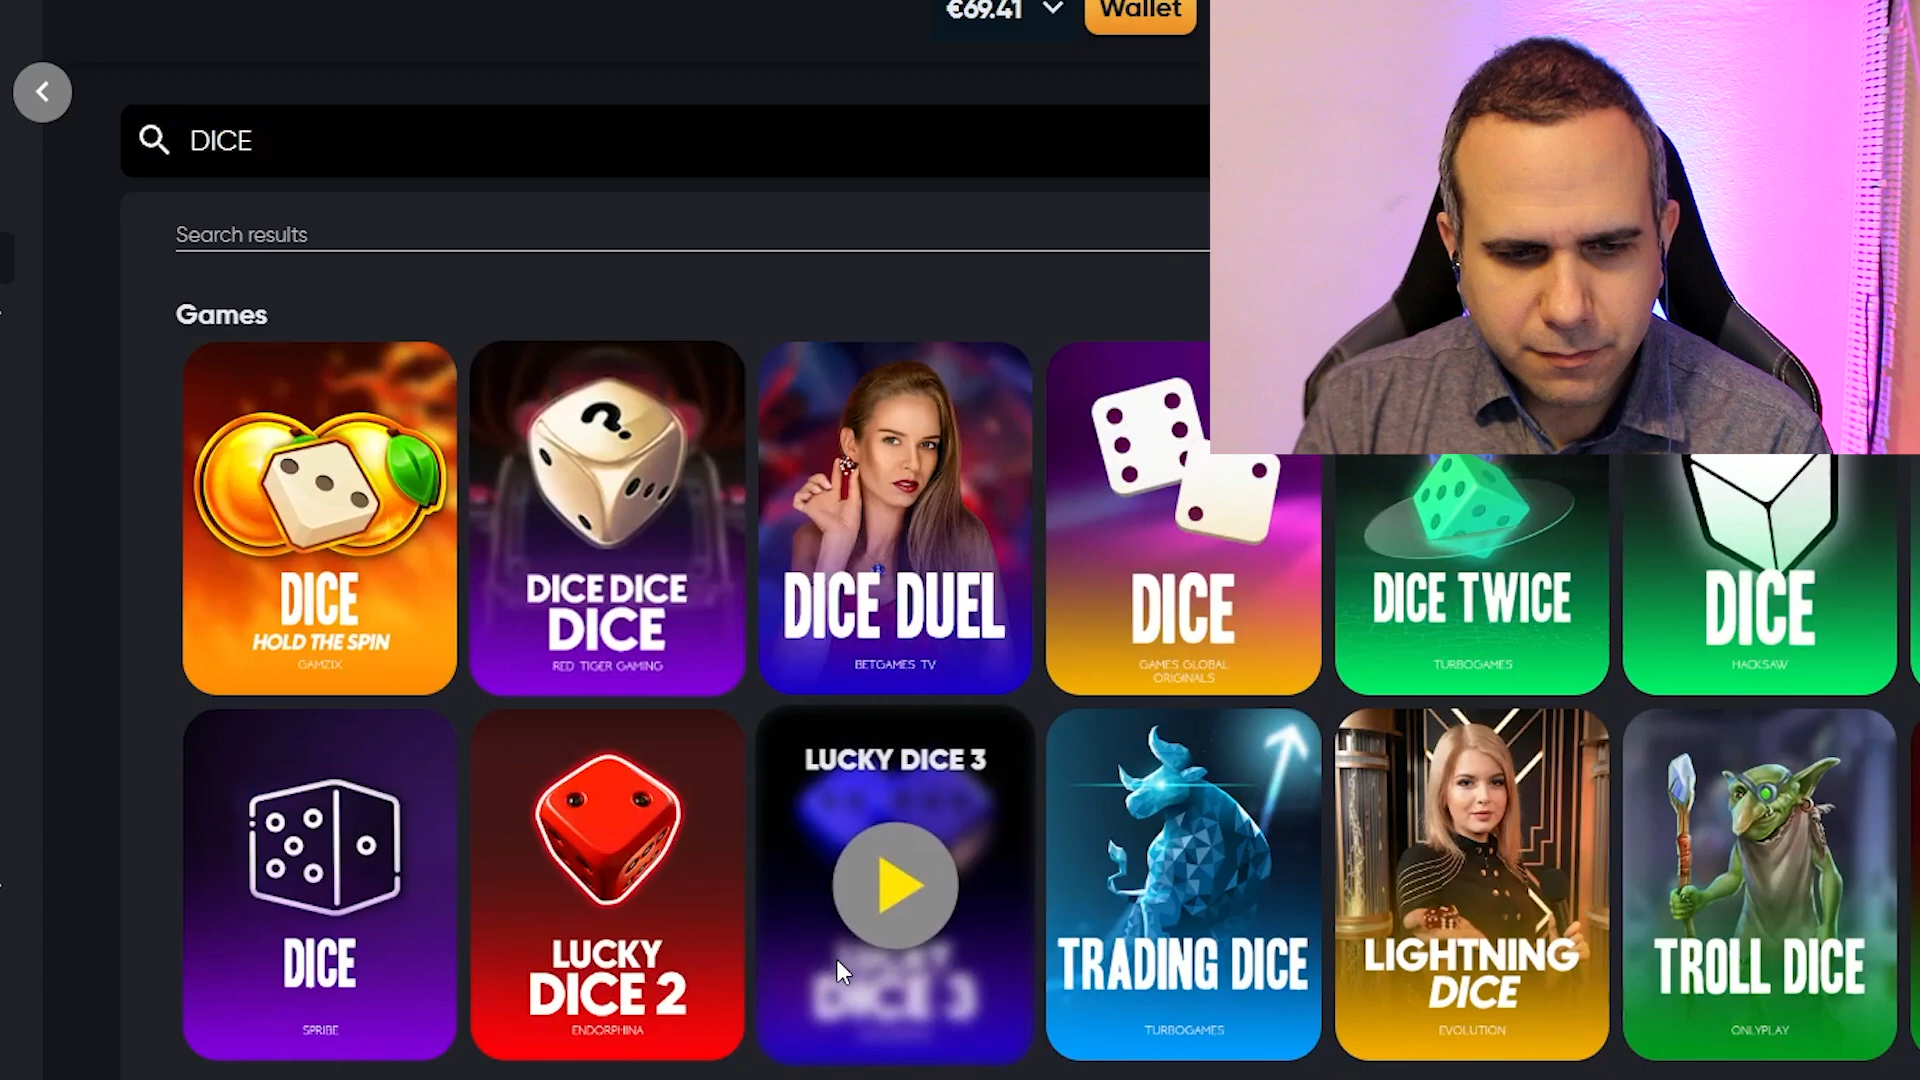 €69.41
Wallet
DICE
Search results
Games
DICE
HOLD THE SPIN
GAMZIX
DICE DICE
DICE
RED TIGER GAMING
DICE DUEL
BETGAMES TV
DICE
GAMES GLOBAL
ORIGINALS
DICE TWICE
TURBOGAMES
DICE
HACKSAW
DICE
SPRIBE
LUCKY
DICE 2
ENDORPHINA
LUCKY DICE 3
DICE 3
TRADING DICE
TURBOGAMES
LIGHTNING
DICE
EVOLUTION
TROLL DICE
ONLYPLAY